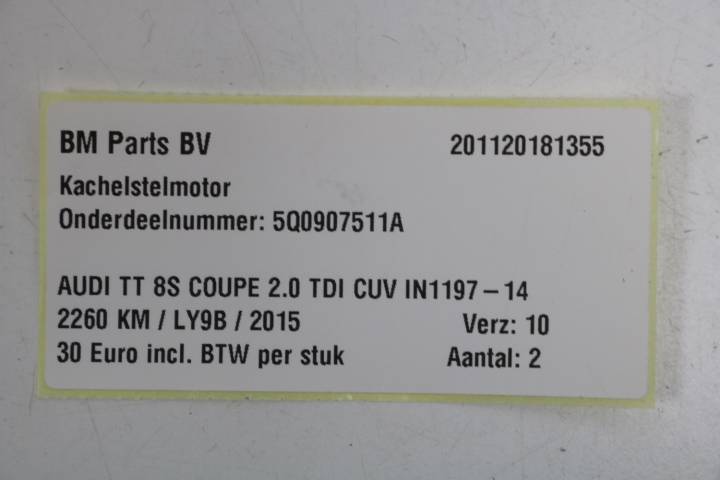 BM Parts BV 201120181355
Kachelstelmotor
Onderdeelnummer: 5Q0907511A
AUDI TT 8S COUPE 2.0 TDI CUV IN1197-14
2260 KM / LY9B / 2015 Verz: 10
30 Euro incl. BTW per stuk Aantal: 2